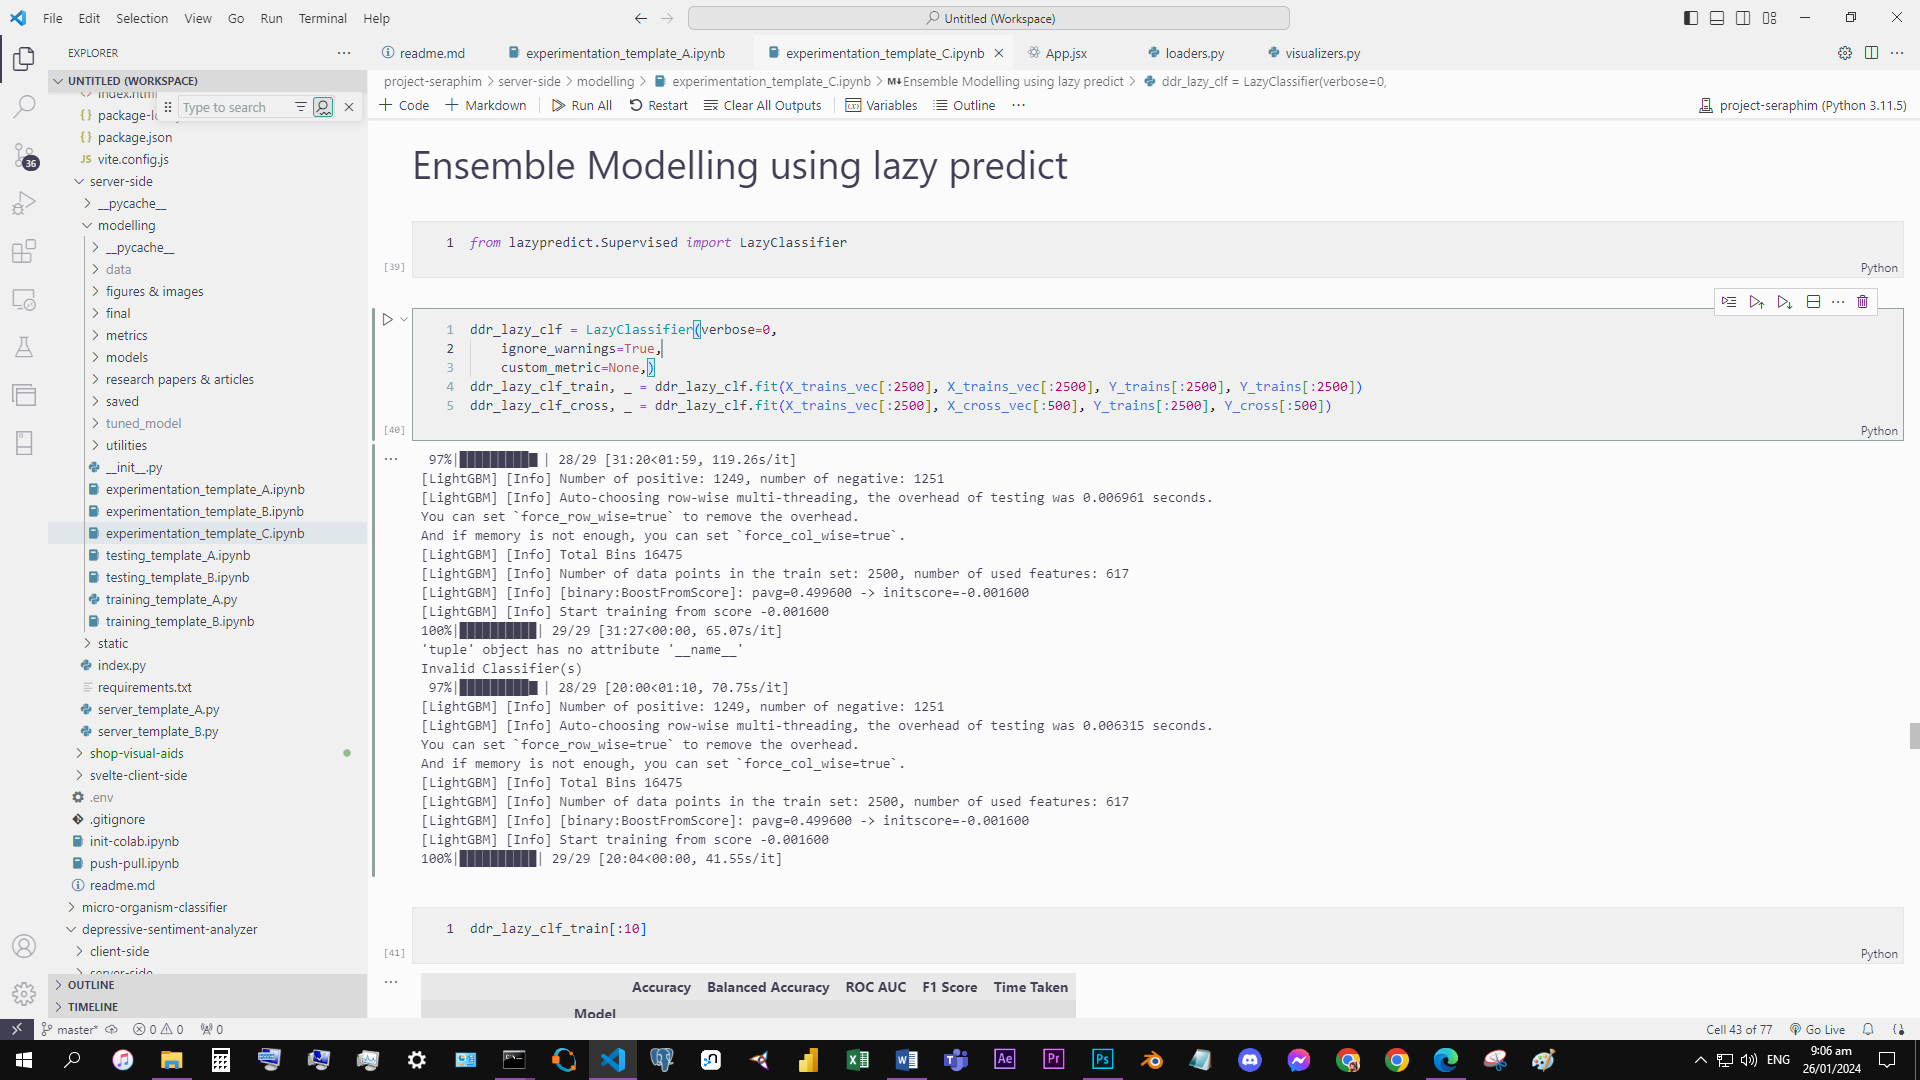 File Edit Selection View Go Run Terminal Help
Untitled (Workspace)
EXPLORER
readme.md
experimentation_template_A.ipynb
experimentation_template_C.ipynb
App.jsx
loaders.py
visualizers.py
UNTITLED (WORKSPACE)
project-seraphim > server-side > modelling > experimentation_template_C.ipynb > M↓Ensemble Modelling using lazy predict > ddr_lazy_clf = LazyClassifier(verbose=0,
index.html
Type to search
+ Code + Markdown Run All Restart Clear All Outputs Variables Outline ...
project-seraphim (Python 3.11.5)
{} package.json
JS vite.config.js
server-side
__pycache__
modelling
__pycache__
data
figures & images
final
metrics
models
research papers & articles
saved
tuned_model
utilities
__init__.py
experimentation_template_A.ipynb
experimentation_template_B.ipynb
experimentation_template_C.ipynb
testing_template_A.ipynb
testing_template_B.ipynb
training_template_A.py
training_template_B.ipynb
static
index.py
requirements.txt
server_template_A.py
server_template_B.py
shop-visual-aids
svelte-client-side
.env
.gitignore
init-colab.ipynb
push-pull.ipynb
readme.md
micro-organism-classifier
depressive-sentiment-analyzer
client-side
server-side
OUTLINE
TIMELINE
36
Ensemble Modelling using lazy predict
1 from lazypredict.Supervised import LazyClassifier
[39]
Python
1 ddr_lazy_clf = LazyClassifier(verbose=0,
2 ignore_warnings=True,
3 custom_metric=None,)
4 ddr_lazy_clf_train, _ = ddr_lazy_clf.fit(X_trains_vec[:2500], X_trains_vec[:2500], Y_trains[:2500], Y_trains[:2500])
5 ddr_lazy_clf_cross, _ = ddr_lazy_clf.fit(X_trains_vec[:2500], X_cross_vec[:500], Y_trains[:2500], Y_cross[:500])
[40]
Python
97%|█████████▋| 28/29 [31:20<01:59, 119.26s/it]
[LightGBM] [Info] Number of positive: 1249, number of negative: 1251
[LightGBM] [Info] Auto-choosing row-wise multi-threading, the overhead of testing was 0.006961 seconds.
You can set `force_row_wise=true` to remove the overhead.
And if memory is not enough, you can set `force_col_wise=true`.
[LightGBM] [Info] Total Bins 16475
[LightGBM] [Info] Number of data points in the train set: 2500, number of used features: 617
[LightGBM] [Info] [binary:BoostFromScore]: pavg=0.499600 -> initscore=-0.001600
[LightGBM] [Info] Start training from score -0.001600
100%|██████████| 29/29 [31:27<00:00, 65.07s/it]
'tuple' object has no attribute '__name__'
Invalid Classifier(s)
97%|█████████▋| 28/29 [20:00<01:10, 70.75s/it]
[LightGBM] [Info] Number of positive: 1249, number of negative: 1251
[LightGBM] [Info] Auto-choosing row-wise multi-threading, the overhead of testing was 0.006315 seconds.
You can set `force_row_wise=true` to remove the overhead.
And if memory is not enough, you can set `force_col_wise=true`.
[LightGBM] [Info] Total Bins 16475
[LightGBM] [Info] Number of data points in the train set: 2500, number of used features: 617
[LightGBM] [Info] [binary:BoostFromScore]: pavg=0.499600 -> initscore=-0.001600
[LightGBM] [Info] Start training from score -0.001600
100%|██████████| 29/29 [20:04<00:00, 41.55s/it]
1 ddr_lazy_clf_train[:10]
[41]
Python
Accuracy Balanced Accuracy ROC AUC F1 Score Time Taken
Model
master* 0 0 0
Cell 43 of 77 Go Live
ENG
9:06 am
26/01/2024